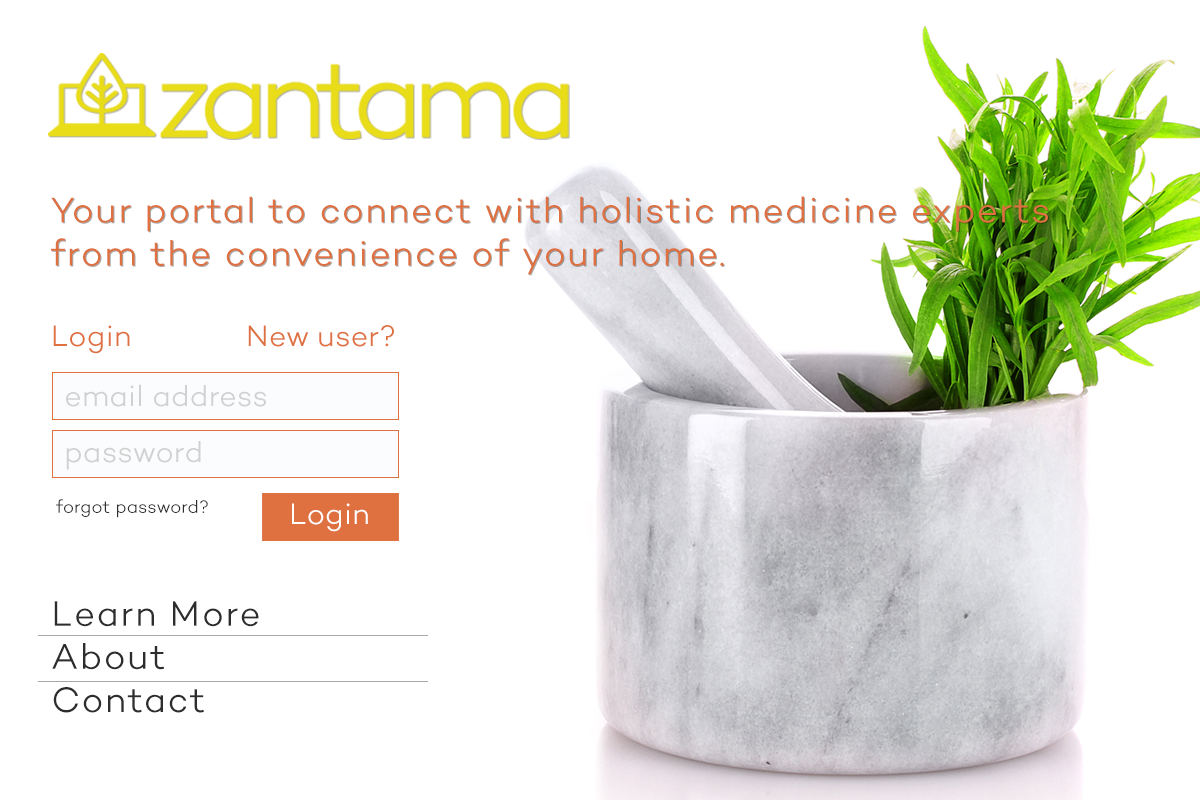 zantama
Your portal to connect with holistic medicine experts
from the convenience of your home.
Login
New user?
email address
password
forgot password?
Login
Learn More
About
Contact